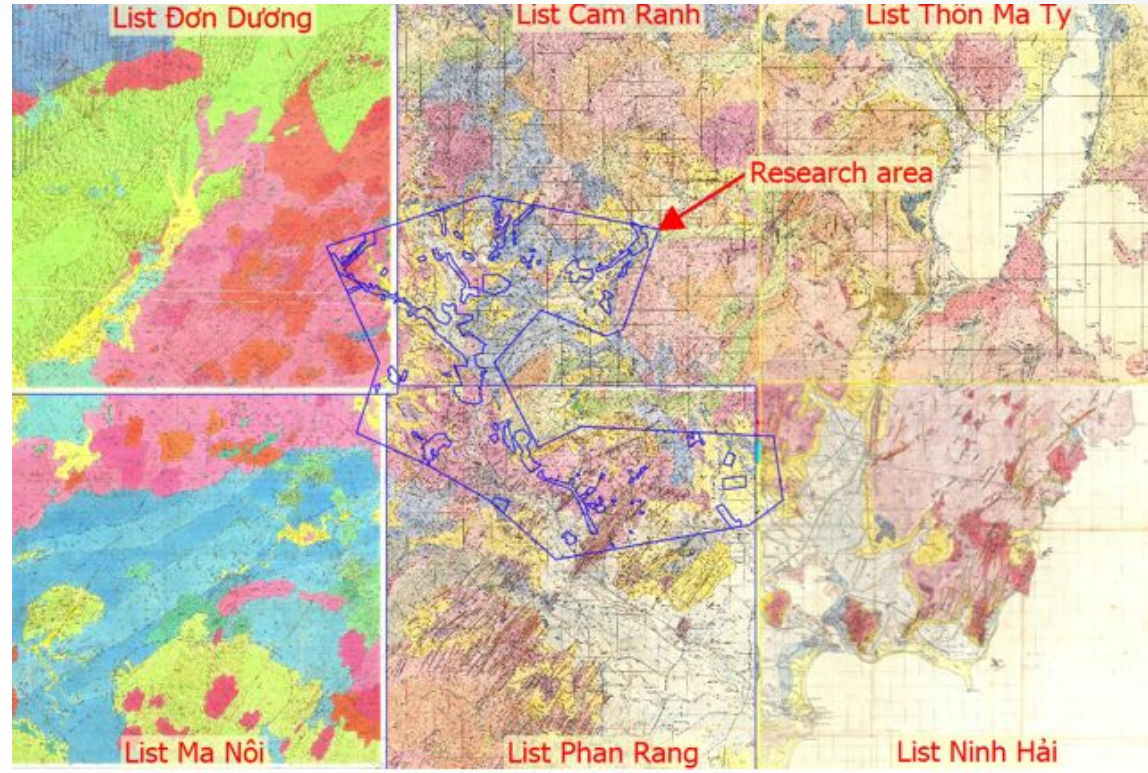 List Đơn Dương
List Cam Ranh
List Thôn Ma Ty
Research area
List Ma Nôi
List Phan Rang
List Ninh Hải